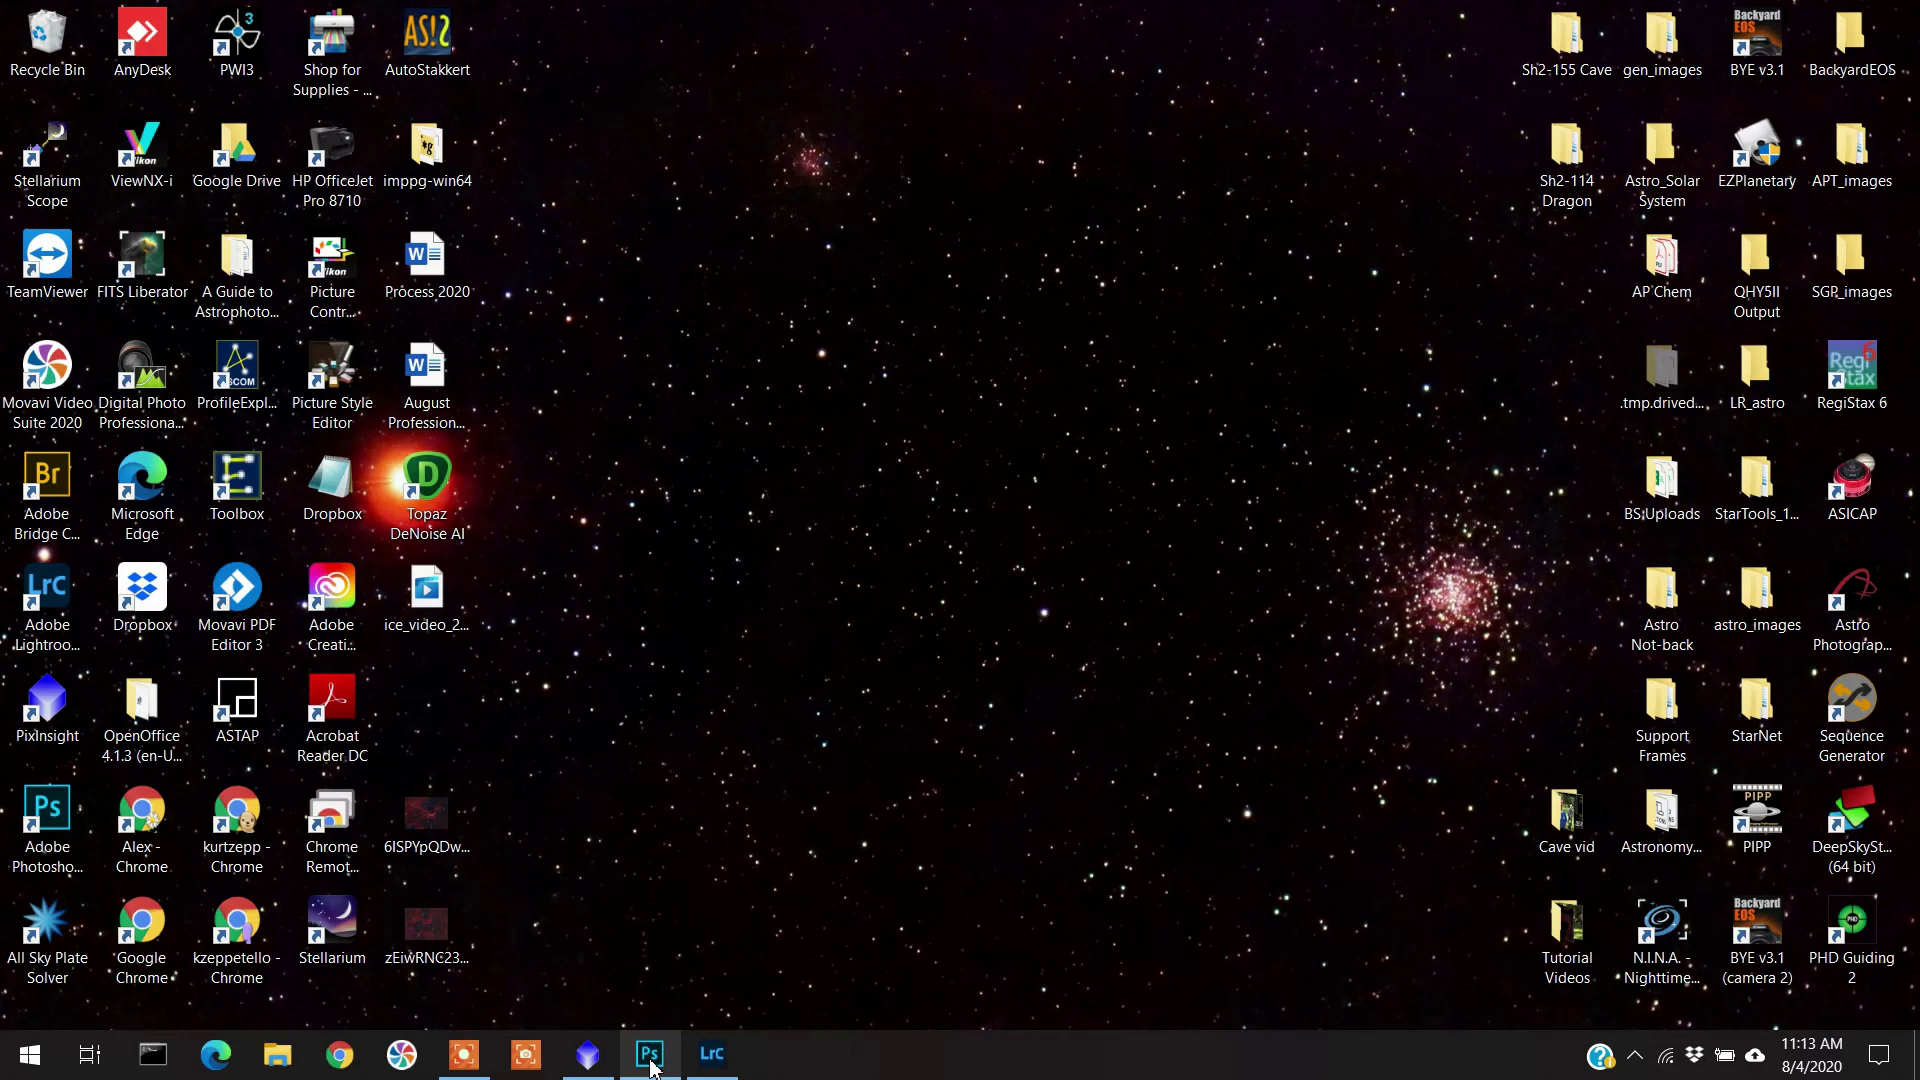 Recycle Bin
AnyDesk
PWI3
Shop for
Supplies - ...
AutoStakkert
Stellarium
Scope
ViewNX-i
Google Drive
HP OfficeJet
Pro 8710
imppg-win64
TeamViewer
FITS Liberator
A Guide to
Astrophoto...
Picture
Contr...
Process 2020
Movavi Video
Suite 2020
Digital Photo
Professiona...
ProfileExpl...
Picture Style
Editor
August
Profession...
Adobe
Bridge C...
Microsoft
Edge
Toolbox
Dropbox
Topaz
DeNoise AI
Adobe
Lightroo...
Dropbox
Movavi PDF
Editor 3
Adobe
Creati...
ice_video_2...
PixInsight
OpenOffice
4.1.3 (en-U...
ASTAP
Acrobat
Reader DC
Adobe
Photosho...
Alex -
Chrome
kurtzepp -
Chrome
Chrome
Remot...
6ISPYpQDw...
All Sky Plate
Solver
Google
Chrome
kzeppetello -
Chrome
Stellarium
zEiwRNC23...
Sh2-155 Cave
gen_images
Backyard
EOS
BYE v3.1
BackyardEOS
Sh2-114
Dragon
Astro_Solar
System
EZPlanetary
APT_images
AP Chem
QHY5II
Output
SGP_images
.tmp.drived...
LR_astro
RegiStax 6
BS Uploads
StarTools_1...
ASICAP
Astro
Not-back
astro_images
Astro
Photograp...
Support
Frames
StarNet
Sequence
Generator
Cave vid
Astronomy...
PIPP
PIPP
DeepSkySt...
(64 bit)
Tutorial
Videos
N.I.N.A. -
Nighttime...
Backyard
EOS
BYE v3.1
(camera 2)
PHD Guiding
2
Ps
LrC
11:13 AM
8/4/2020